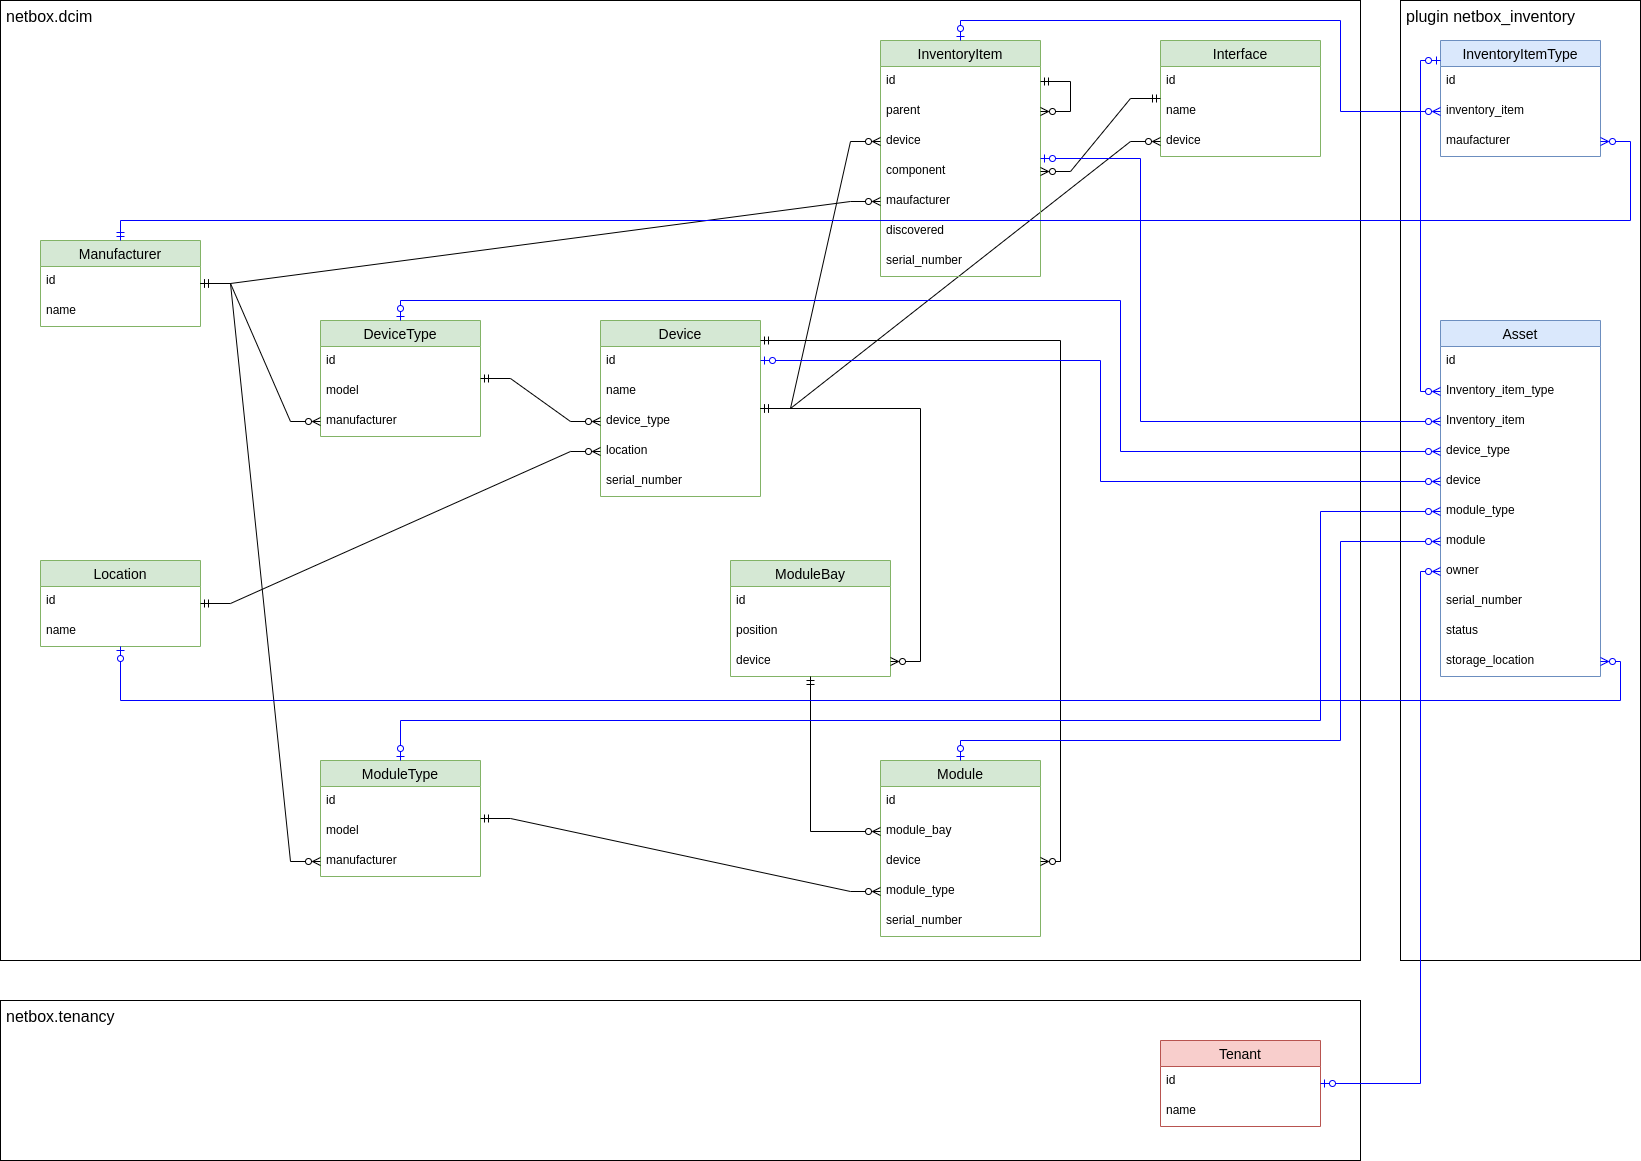 netbox.dcim
plugin netbox_inventory
InventoryItem
id
parent
device
component
maufacturer
discovered
serial_number
Interface
id
name
device
InventoryItemType
id
inventory_item
maufacturer
Manufacturer
id
name
DeviceType
id
model
manufacturer
Device
id
name
device_type
location
serial_number
Asset
id
Inventory_item_type
Inventory_item
device_type
device
module_type
module
owner
serial_number
status
storage_location
Location
id
name
ModuleBay
id
position
device
ModuleType
id
model
manufacturer
Module
id
module_bay
device
module_type
serial_number
netbox.tenancy
Tenant
id
name